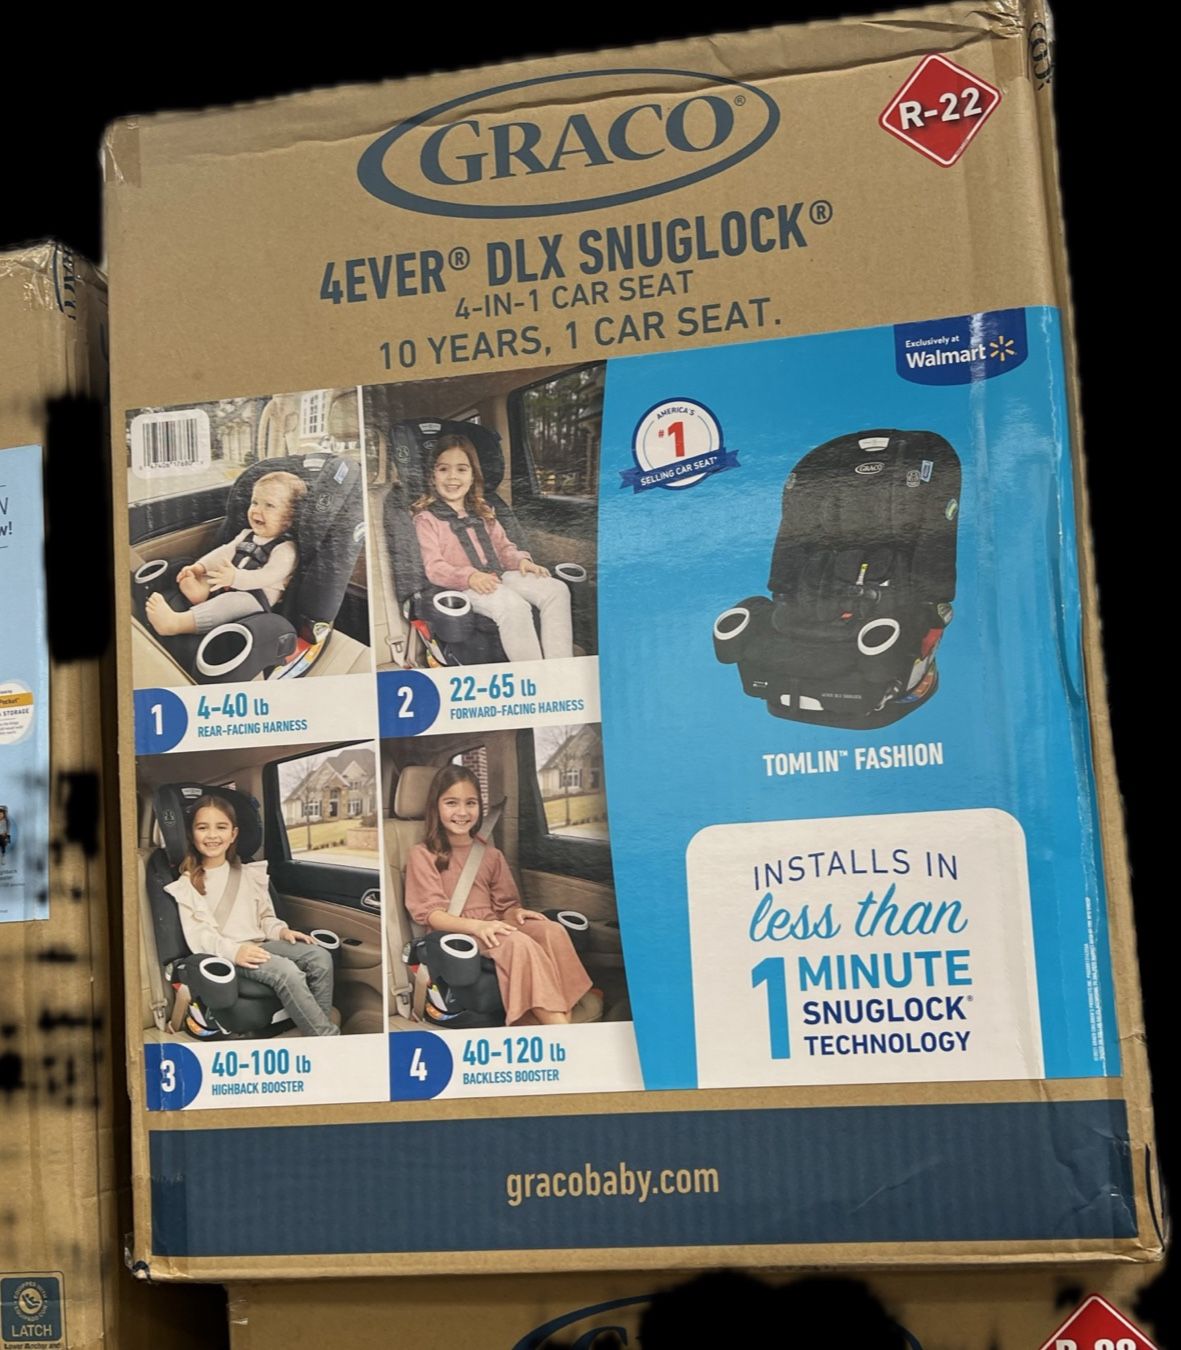 GRACO®
R-22
4EVER® DLX SNUGLOCK®
4-IN-1 CAR SEAT
10 YEARS, 1 CAR SEAT.
Exclusively at
Walmart
AMERICA'S
#1
SELLING CAR SEAT*
GRACO
1
4-40 lb
REAR-FACING HARNESS
2
22-65 lb
FORWARD-FACING HARNESS
TOMLIN™ FASHION
3
40-100 lb
HIGHBACK BOOSTER
4
40-120 lb
BACKLESS BOOSTER
INSTALLS IN
less than
1 MINUTE
SNUGLOCK®
TECHNOLOGY
gracobaby.com
w!
STORAGE
LATCH